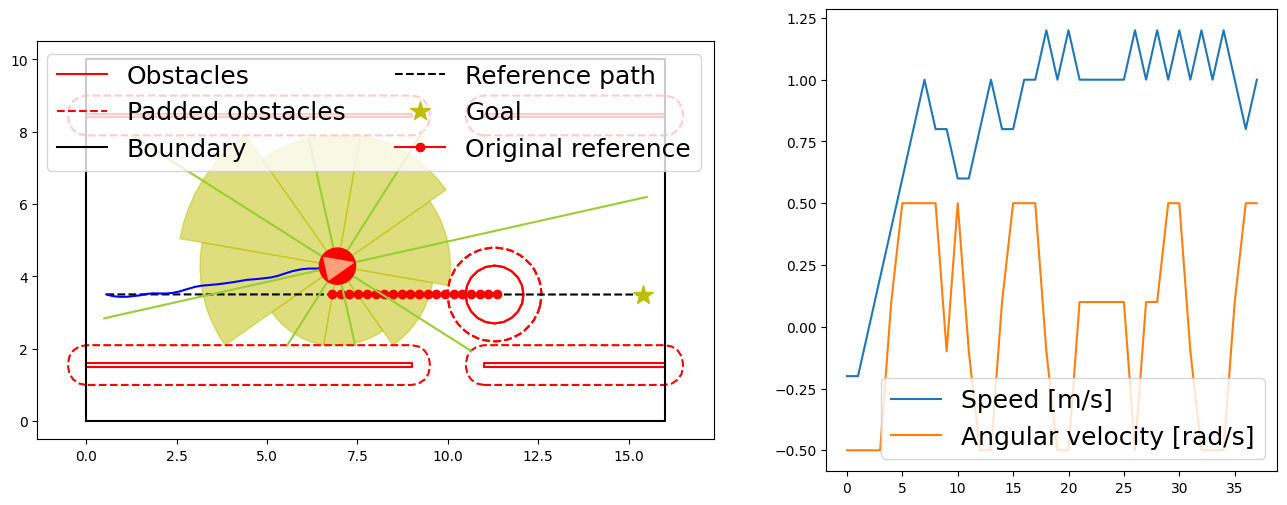 Obstacles
Padded obstacles
Boundary
Reference path
Goal
Original reference
10
8
6
4
2
0
0.0 2.5 5.0 7.5 10.0 12.5 15.0
1.25
1.00
0.75
0.50
0.25
0.00
−0.25
−0.50
Speed [m/s]
Angular velocity [rad/s]
0 5 10 15 20 25 30 35